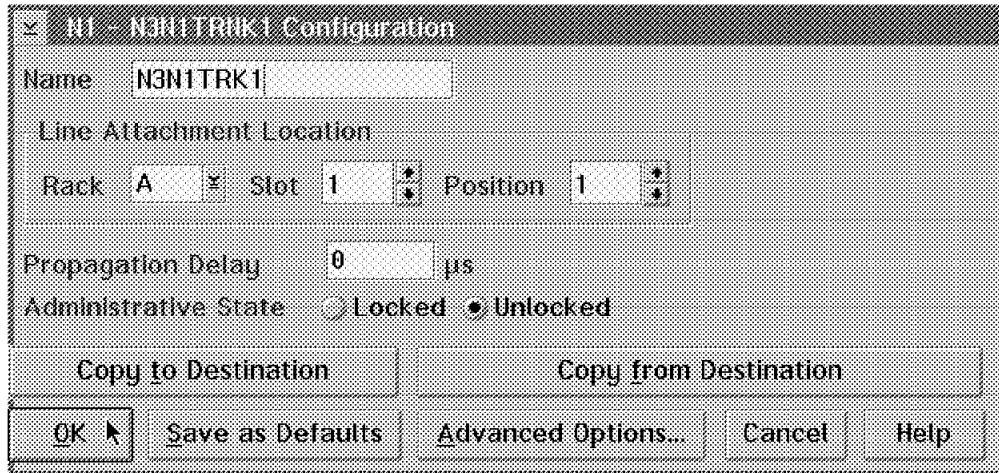 N1 - N3N1TRNK1 Configuration
Name N3N1TRK1
Line Attachment Location
Rack A Slot 1 Position 1
Propagation Delay 0 µs
Administrative State Locked Unlocked
Copy to Destination Copy from Destination
OK Save as Defaults Advanced Options... Cancel Help